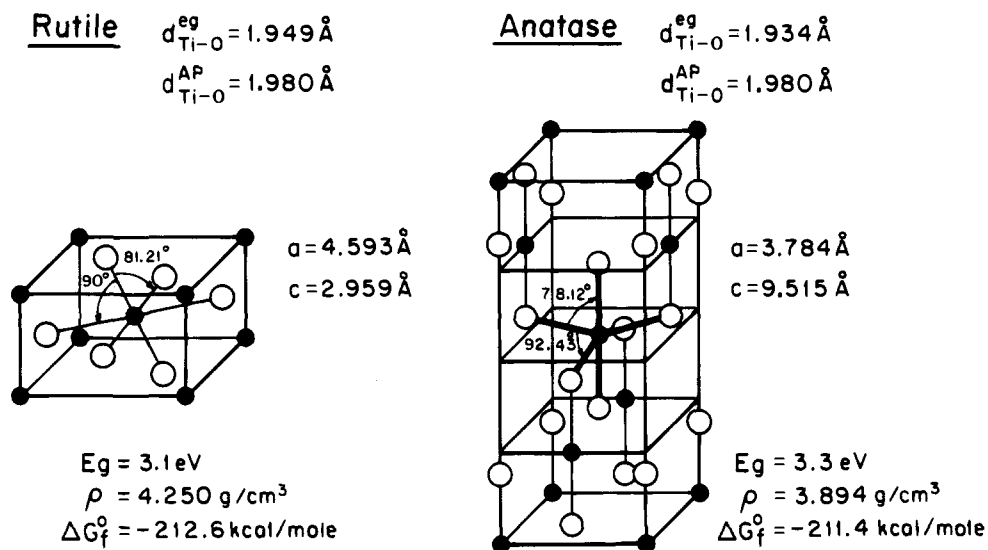 Rutile
d^eg_Ti-O = 1.949 Å
d^AP_Ti-O = 1.980 Å
81.21°
90°
a = 4.593 Å
c = 2.959 Å
Eg = 3.1 eV
ρ = 4.250 g/cm³
ΔG°f = -212.6 kcal/mole
Anatase
d^eg_Ti-O = 1.934 Å
d^AP_Ti-O = 1.980 Å
78.12°
92.43°
a = 3.784 Å
c = 9.515 Å
Eg = 3.3 eV
ρ = 3.894 g/cm³
ΔG°f = -211.4 kcal/mole